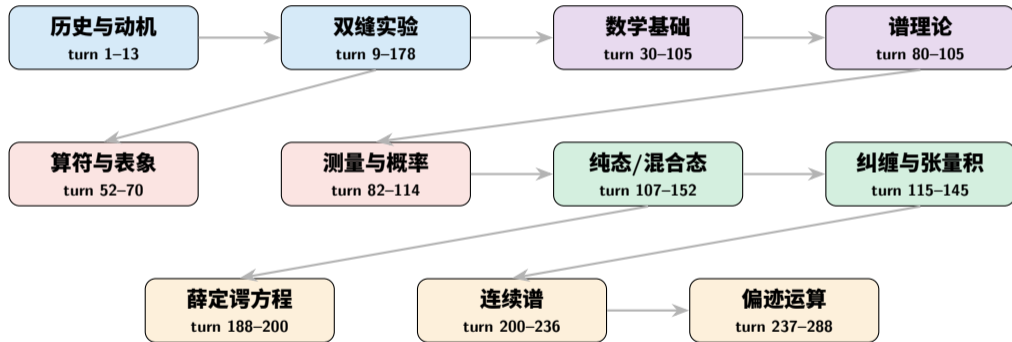 历史与动机
turn 1–13
双缝实验
turn 9–178
数学基础
turn 30–105
谱理论
turn 80–105
算符与表象
turn 52–70
测量与概率
turn 82–114
纯态/混合态
turn 107–152
纠缠与张量积
turn 115–145
薛定谔方程
turn 188–200
连续谱
turn 200–236
偏迹运算
turn 237–288